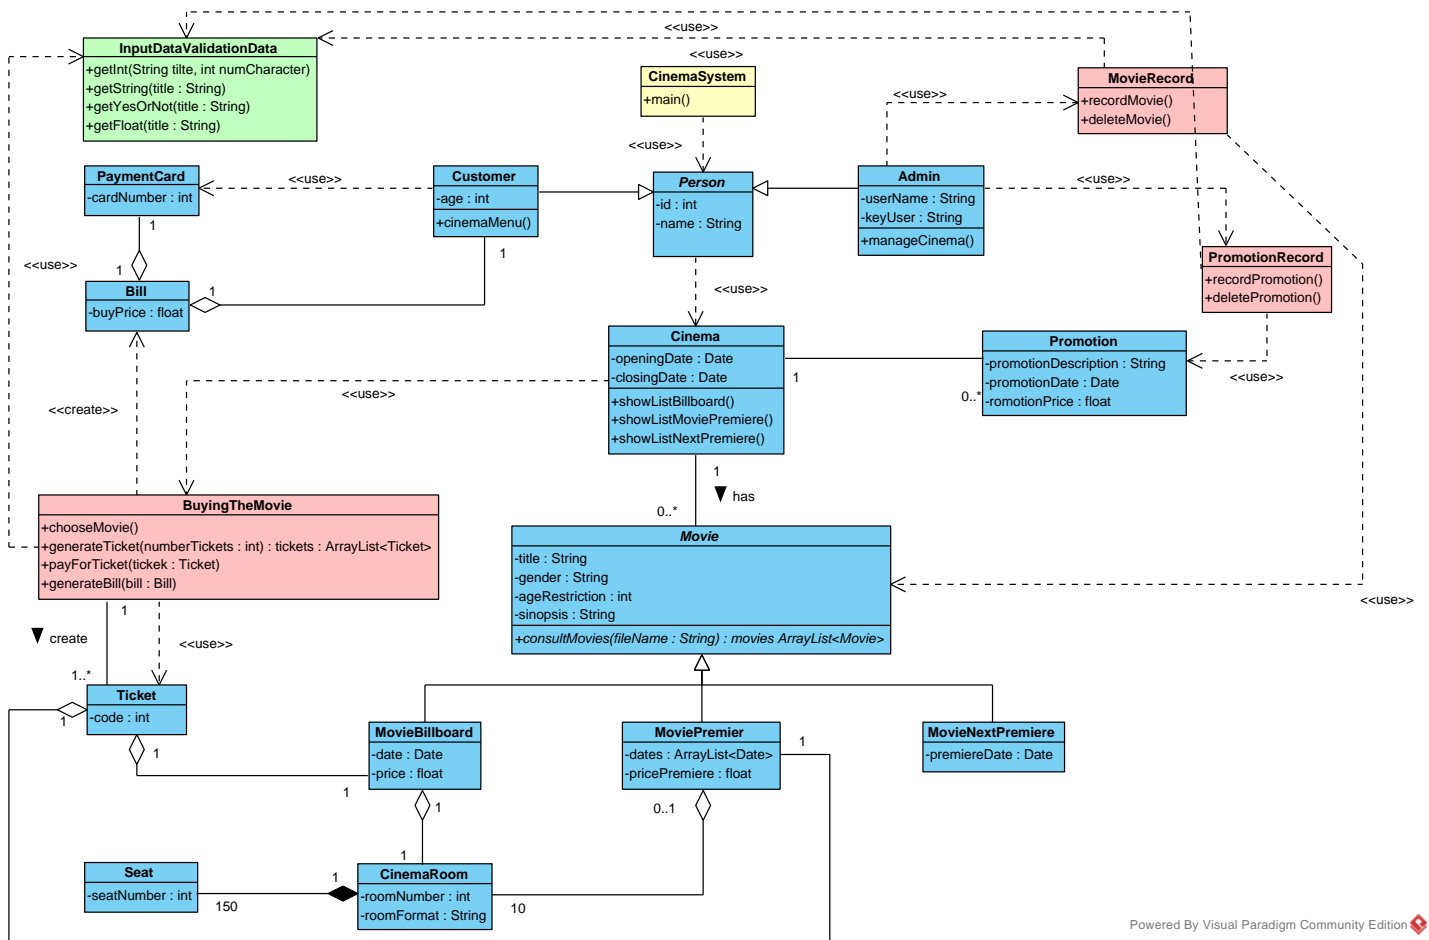 <<use>>
<<use>>
<<use>>
InputDataValidationData
+getInt(String tilte, int numCharacter)
+getString(title : String)
+getYesOrNot(title : String)
+getFloat(title : String)
CinemaSystem
+main()
<<use>>
MovieRecord
+recordMovie()
+deleteMovie()
<<use>>
PaymentCard
-cardNumber : int
<<use>>
Customer
-age : int
+cinemaMenu()
Person
-id : int
-name : String
Admin
-userName : String
-keyUser : String
+manageCinema()
<<use>>
1
1
<<use>>
1
1
Bill
-buyPrice : float
<<use>>
PromotionRecord
+recordPromotion()
+deletePromotion()
Cinema
-openingDate : Date
-closingDate : Date
+showListBillboard()
+showListMoviePremiere()
+showListNextPremiere()
1
0..*
Promotion
-promotionDescription : String
-promotionDate : Date
-romotionPrice : float
<<use>>
<<create>>
<<use>>
1
has
0..*
BuyingTheMovie
+chooseMovie()
+generateTicket(numberTickets : int) : tickets : ArrayList<Ticket>
+payForTicket(tickek : Ticket)
+generateBill(bill : Bill)
Movie
-title : String
-gender : String
-ageRestriction : int
-sinopsis : String
+consultMovies(fileName : String) : movies ArrayList<Movie>
<<use>>
1
create
<<use>>
1..*
Ticket
-code : int
1
1
1
MovieBillboard
-date : Date
-price : float
MoviePremier
-dates : ArrayList<Date>
-pricePremiere : float
1
MovieNextPremiere
-premiereDate : Date
1
0..1
1
Seat
-seatNumber : int
1
150
CinemaRoom
-roomNumber : int
-roomFormat : String
10
Powered By Visual Paradigm Community Edition